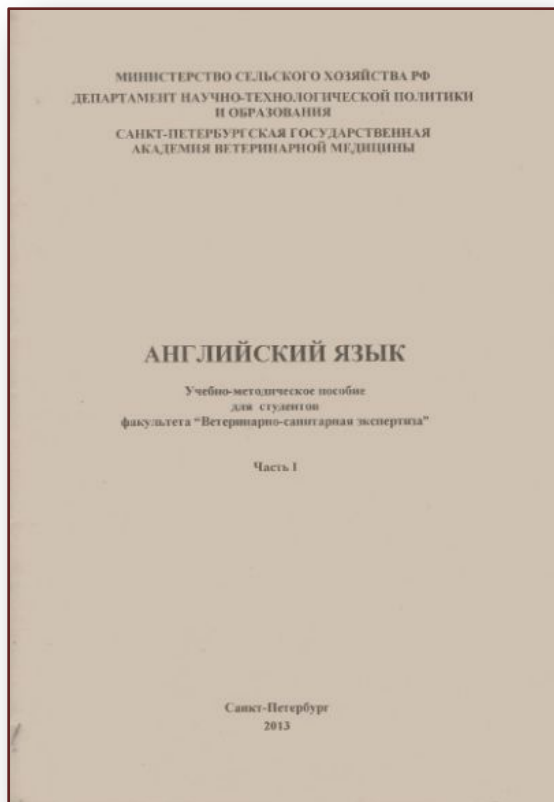 МИНИСТЕРСТВО СЕЛЬСКОГО ХОЗЯЙСТВА РФ
ДЕПАРТАМЕНТ НАУЧНО-ТЕХНОЛОГИЧЕСКОЙ ПОЛИТИКИ
И ОБРАЗОВАНИЯ
САНКТ-ПЕТЕРБУРГСКАЯ ГОСУДАРСТВЕННАЯ
АКАДЕМИЯ ВЕТЕРИНАРНОЙ МЕДИЦИНЫ
АНГЛИЙСКИЙ ЯЗЫК
Учебно-методическое пособие
для студентов
факультета “Ветеринарно-санитарная экспертиза”
Часть I
Санкт-Петербург
2013